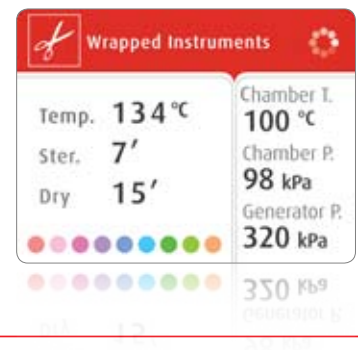 Wrapped Instruments
Temp. 134°C
Ster. 7′
Dry 15′
Chamber T.
100 °C
Chamber P.
98 kPa
Generator P.
320 kPa